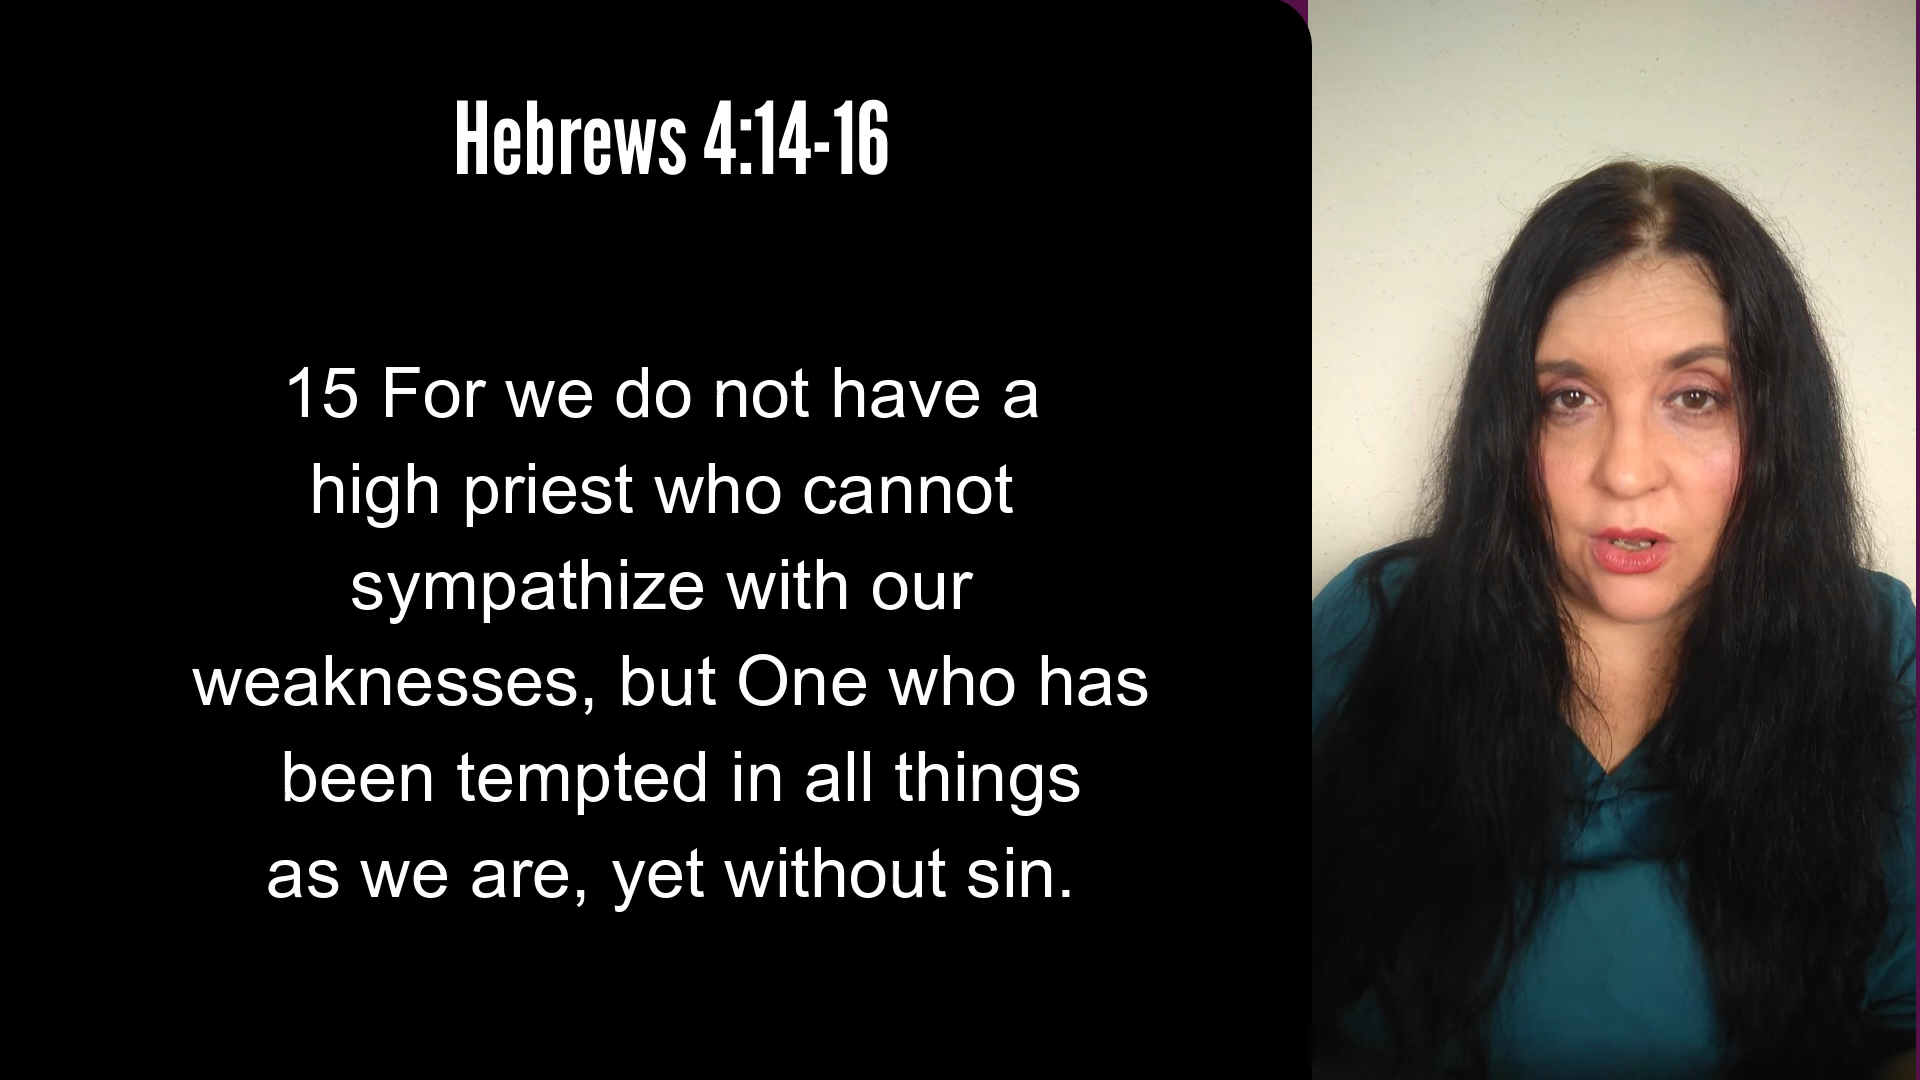 Hebrews 4:14-16
15 For we do not have a
high priest who cannot
sympathize with our
weaknesses, but One who has
been tempted in all things
as we are, yet without sin.